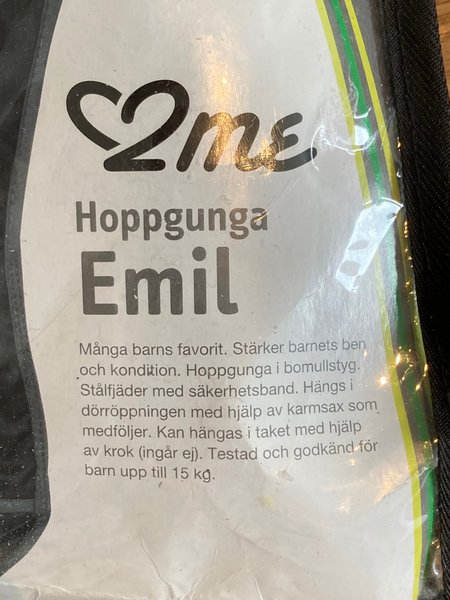 2me
Hoppgunga
Emil
Många barns favorit. Stärker barnets ben
och kondition. Hoppgunga i bomullstyg.
Stålfjäder med säkerhetsband. Hängs i
dörröppningen med hjälp av karmsax som
medföljer. Kan hängas i taket med hjälp
av krok (ingår ej). Testad och godkänd för
barn upp till 15 kg.